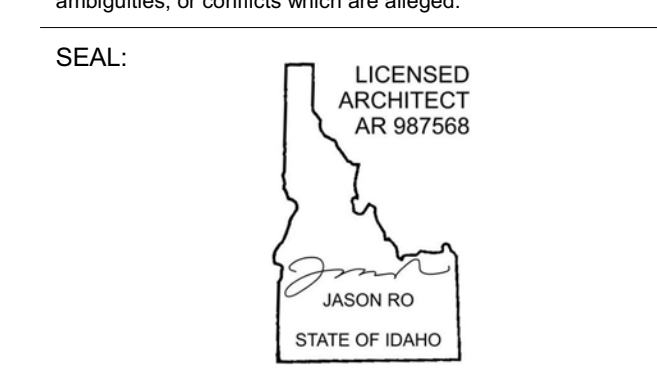 ambiguities, or conflicts which are alleged.
SEAL:
LICENSED
ARCHITECT
AR 987568
JASON RO
STATE OF IDAHO